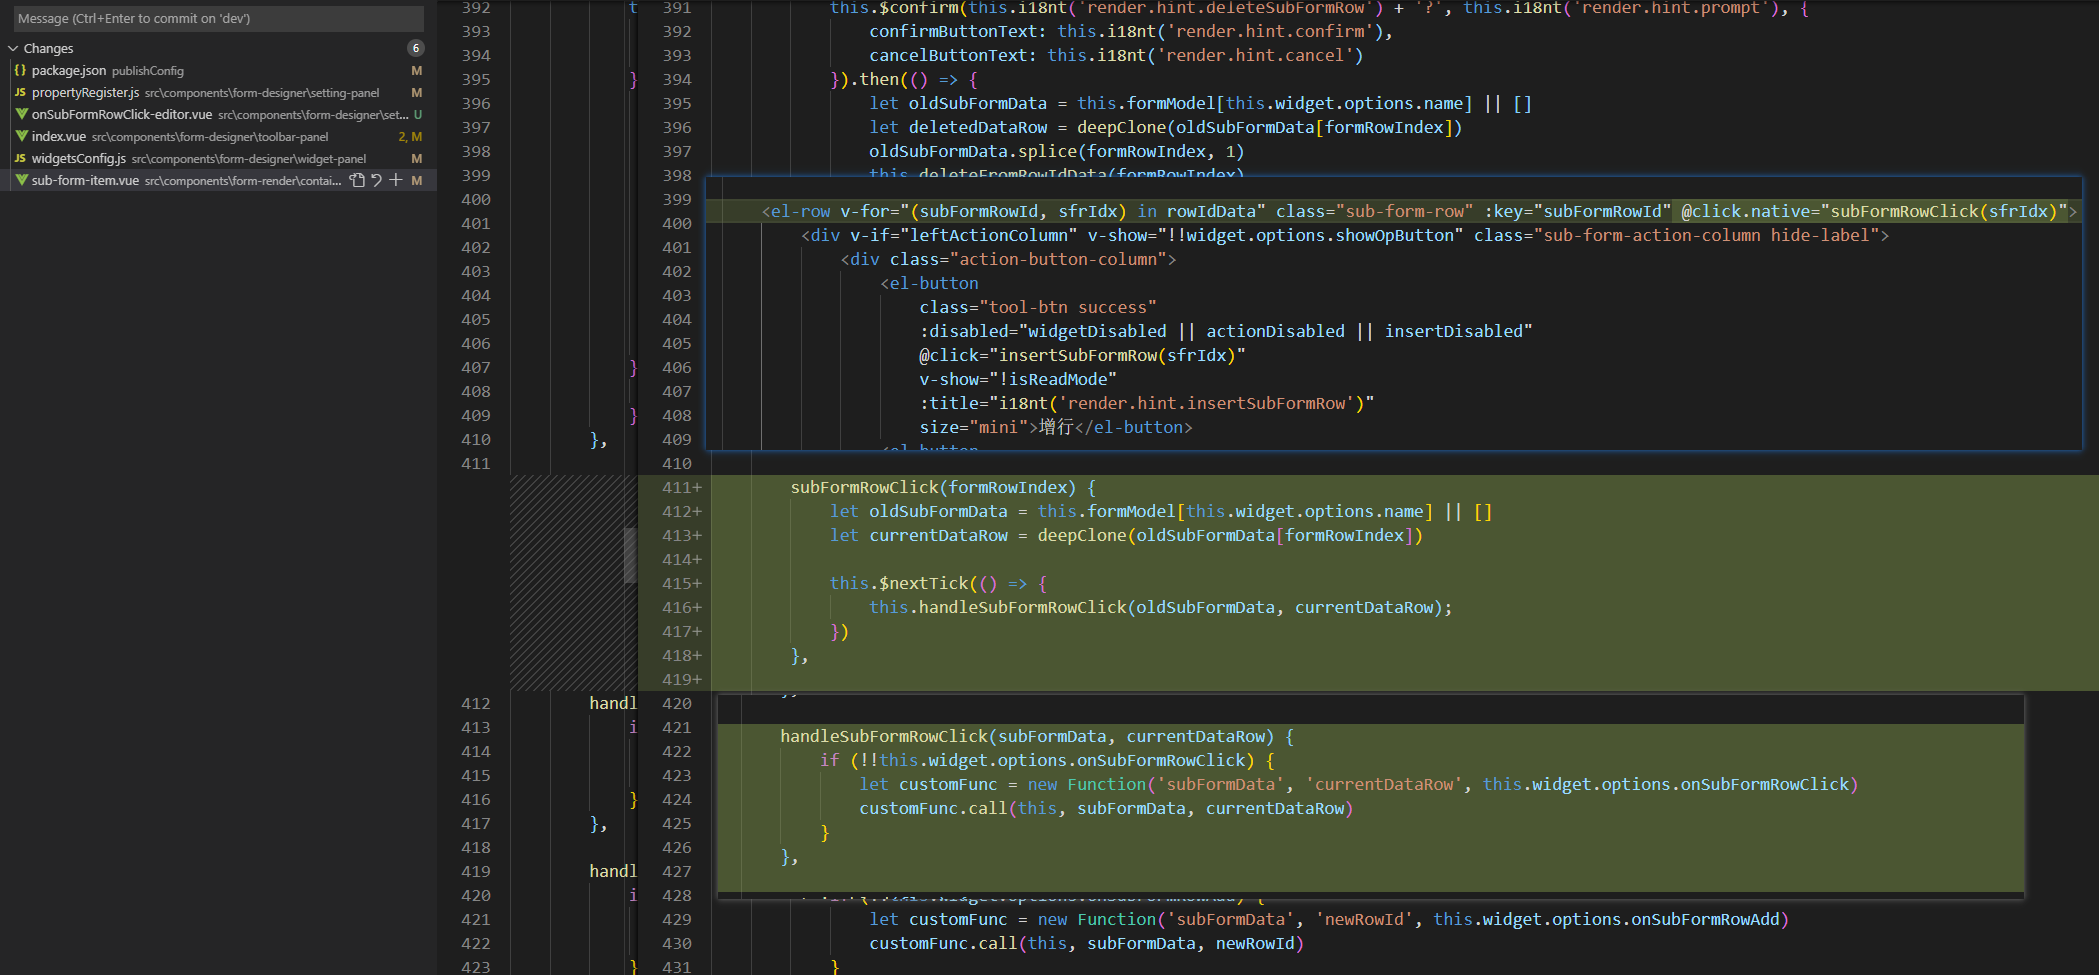 Message (Ctrl+Enter to commit on 'dev')
Changes 6
package.json publishConfig M
propertyRegister.js src\components\form-designer\setting-panel M
onSubFormRowClick-editor.vue src\components\form-designer\set... U
index.vue src\components\form-designer\toolbar-panel 2, M
widgetsConfig.js src\components\form-designer\widget-panel M
sub-form-item.vue src\components\form-render\contai... M
392 t 391 this.$confirm(this.i18nt('render.hint.deleteSubFormRow') + '?', this.i18nt('render.hint.prompt'), {
393 392 confirmButtonText: this.i18nt('render.hint.confirm'),
394 393 cancelButtonText: this.i18nt('render.hint.cancel')
395 } 394 }).then(() => {
396 395 let oldSubFormData = this.formModel[this.widget.options.name] || []
397 396 let deletedDataRow = deepClone(oldSubFormData[formRowIndex])
398 397 oldSubFormData.splice(formRowIndex, 1)
399 398 this.deleteFromRowIdData(formRowIndex)
400 399
401 400 <el-row v-for="(subFormRowId, sfrIdx) in rowIdData" class="sub-form-row" :key="subFormRowId" @click.native="subFormRowClick(sfrIdx)">
402 401 <div v-if="leftActionColumn" v-show="!!widget.options.showOpButton" class="sub-form-action-column hide-label">
403 402 <div class="action-button-column">
404 403 <el-button
405 404 class="tool-btn success"
406 405 :disabled="widgetDisabled || actionDisabled || insertDisabled"
407 } 406 @click="insertSubFormRow(sfrIdx)"
408 407 v-show="!isReadMode"
409 } 408 :title="i18nt('render.hint.insertSubFormRow')"
410 }, 409 size="mini">增行</el-button>
<el-button
411 410
411+ subFormRowClick(formRowIndex) {
412+ let oldSubFormData = this.formModel[this.widget.options.name] || []
413+ let currentDataRow = deepClone(oldSubFormData[formRowIndex])
414+
415+ this.$nextTick(() => {
416+ this.handleSubFormRowClick(oldSubFormData, currentDataRow);
417+ })
418+ },
419+
412 handl 420
413 i 421 handleSubFormRowClick(subFormData, currentDataRow) {
414 422 if (!!this.widget.options.onSubFormRowClick) {
415 423 let customFunc = new Function('subFormData', 'currentDataRow', this.widget.options.onSubFormRowClick)
416 } 424 customFunc.call(this, subFormData, currentDataRow)
417 }, 425 }
418 426 },
419 handl 427
420 i 428
421 429 let customFunc = new Function('subFormData', 'newRowId', this.widget.options.onSubFormRowAdd)
422 430 customFunc.call(this, subFormData, newRowId)
423 } 431 }